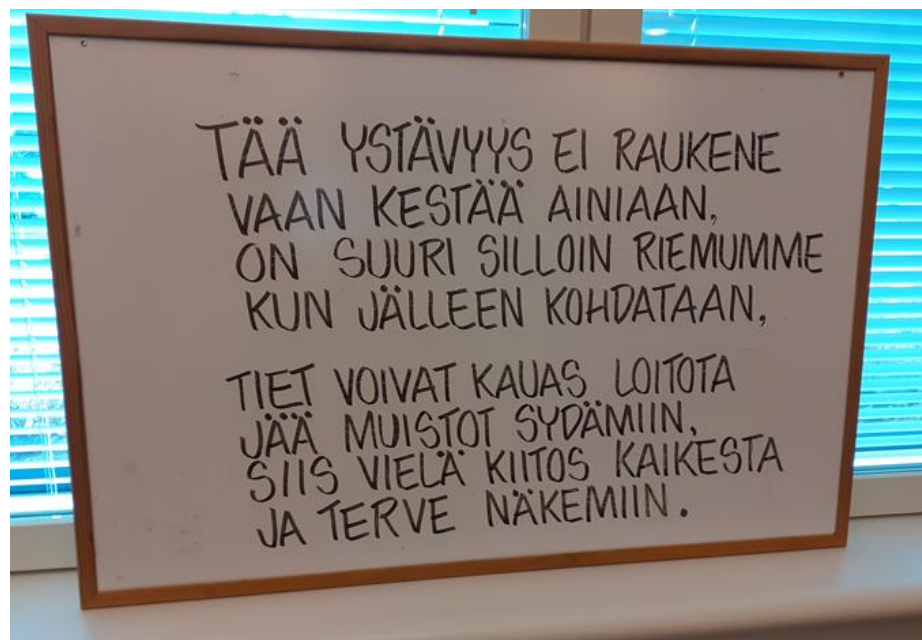 TÄÄ YSTÄVYYS EI RAUKENE
VAAN KESTÄÄ AINIAAN,
ON SUURI SILLOIN RIEMUMME
KUN JÄLLEEN KOHDATAAN,
TIET VOIVAT KAUAS LOITOTA
JÄÄ MUISTOT SYDÄMIIN,
SIIS VIELÄ KIITOS KAIKESTA
JA TERVE NÄKEMIIN.